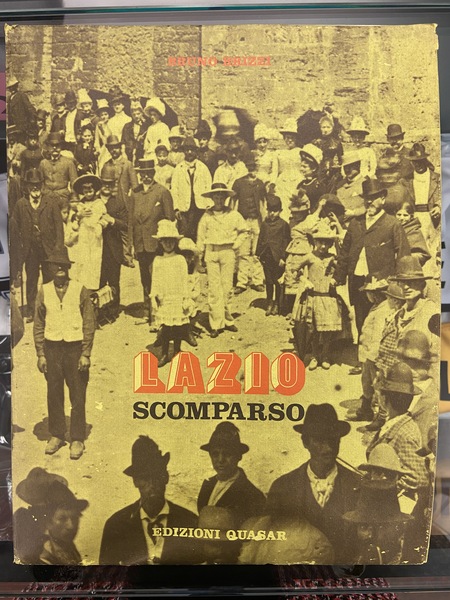 BRUNO BRIZZI
LAZIO
SCOMPARSO
EDIZIONI QUASAR